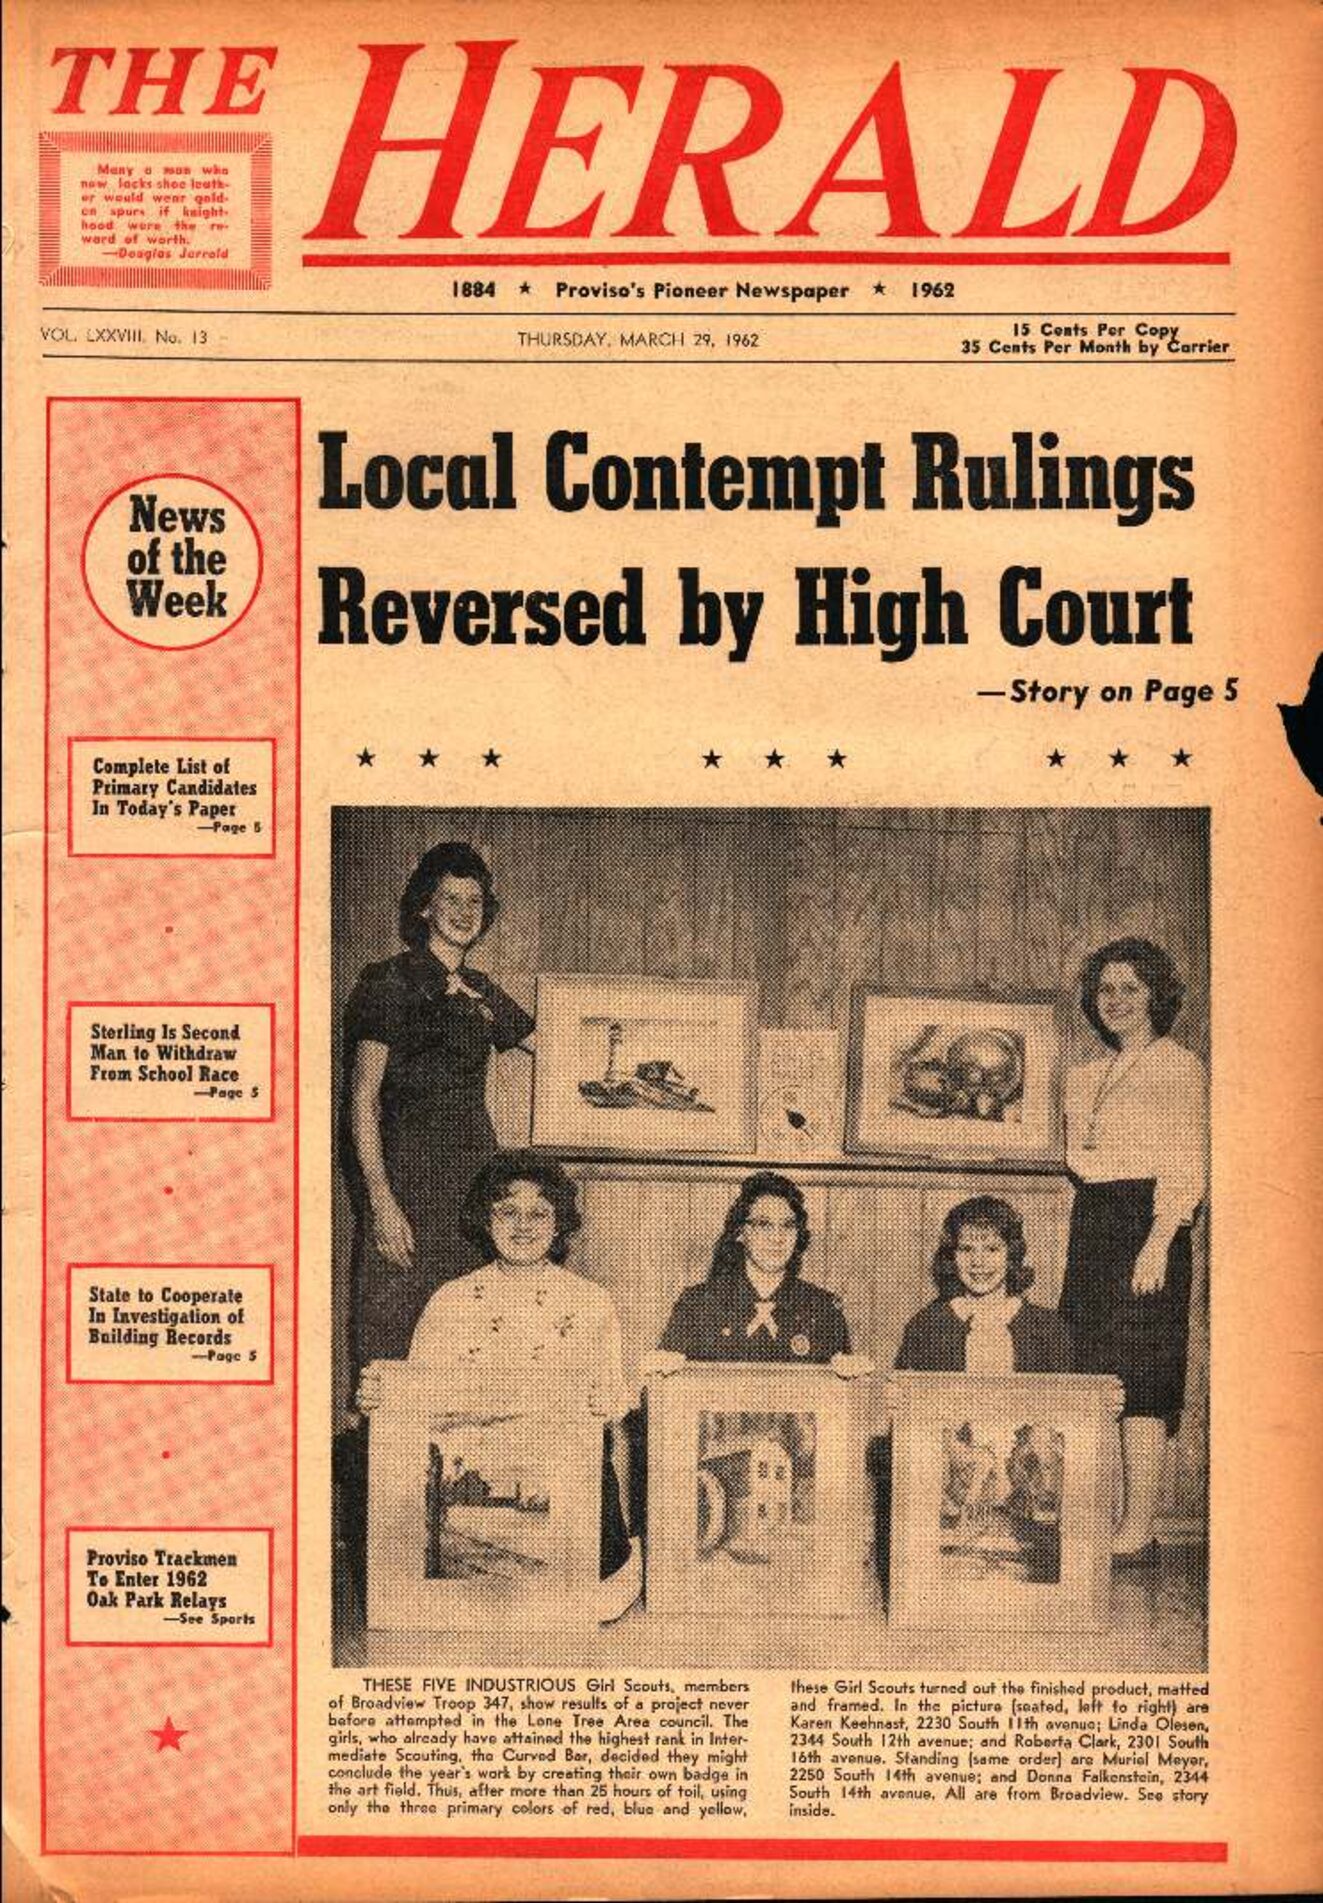 THE HERALD
Many a man who
now lacks shoe leath-
er would wear gold-
en spurs if knight-
hood were the re-
ward of worth.
—Douglas Jerrold
1884 ★ Proviso's Pioneer Newspaper ★ 1962
VOL. LXXVIII, No. 13
THURSDAY, MARCH 29, 1962
15 Cents Per Copy
35 Cents Per Month by Carrier
News
of the
Week
Complete List of
Primary Candidates
In Today's Paper
—Page 5
Sterling Is Second
Man to Withdraw
From School Race
—Page 5
State to Cooperate
In Investigation of
Building Records
—Page 5
Proviso Trackmen
To Enter 1962
Oak Park Relays
—See Sports
Local Contempt Rulings
Reversed by High Court
—Story on Page 5
THESE FIVE INDUSTRIOUS Girl Scouts, members
of Broadview Troop 347, show results of a project never
before attempted in the Lone Tree Area council. The
girls, who already have attained the highest rank in Inter-
mediate Scouting, the Curved Bar, decided they might
conclude the year's work by creating their own badge in
the art field. Thus, after more than 25 hours of toil, using
only the three primary colors of red, blue and yellow,
these Girl Scouts turned out the finished product, matted
and framed. In the picture (seated, left to right) are
Karen Keehnast, 2230 South 11th avenue; Linda Olesen,
2344 South 12th avenue; and Roberta Clark, 2301 South
16th avenue. Standing (same order) are Muriel Meyer,
2250 South 14th avenue; and Donna Falkenstein, 2344
South 14th avenue. All are from Broadview. See story
inside.